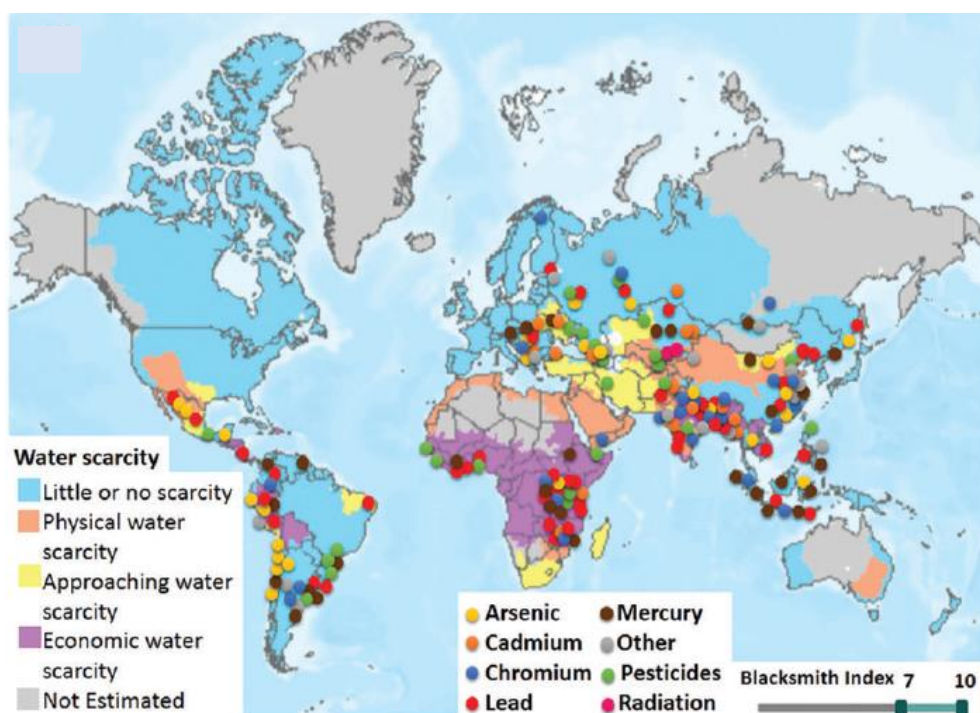 Water scarcity
Little or no scarcity
Physical water
scarcity
Approaching water
scarcity
Economic water
scarcity
Not Estimated
Arsenic
Cadmium
Chromium
Lead
Mercury
Other
Pesticides
Radiation
Blacksmith Index 7 10